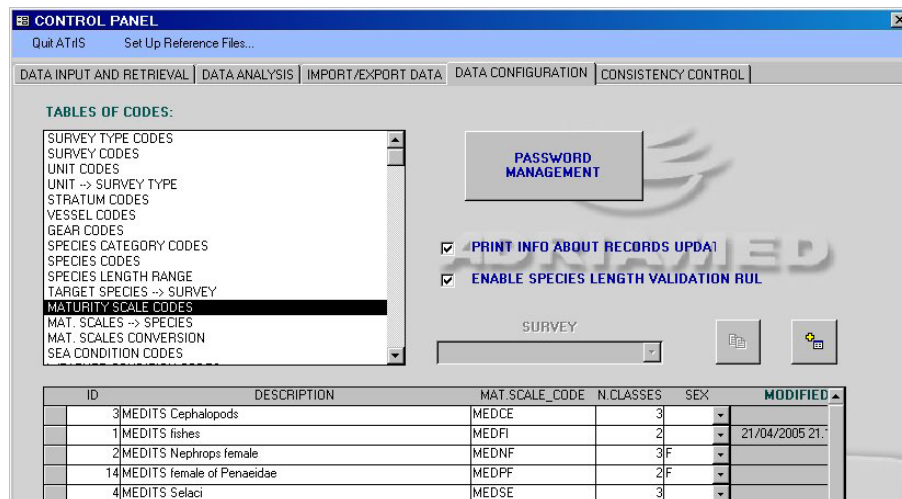 CONTROL PANEL
Quit ATrIS Set Up Reference Files...
DATA INPUT AND RETRIEVAL DATA ANALYSIS IMPORT/EXPORT DATA DATA CONFIGURATION CONSISTENCY CONTROL
TABLES OF CODES:
SURVEY TYPE CODES
SURVEY CODES
UNIT CODES
UNIT --> SURVEY TYPE
STRATUM CODES
VESSEL CODES
GEAR CODES
SPECIES CATEGORY CODES
SPECIES CODES
SPECIES LENGTH RANGE
TARGET SPECIES --> SURVEY
MATURITY SCALE CODES
MAT. SCALES --> SPECIES
MAT. SCALES CONVERSION
SEA CONDITION CODES
PASSWORD
MANAGEMENT
ADRIAMED
PRINT INFO ABOUT RECORDS UPDAT
ENABLE SPECIES LENGTH VALIDATION RUL
SURVEY
ID DESCRIPTION MAT.SCALE_CODE N.CLASSES SEX MODIFIED
3 MEDITS Cephalopods MEDCE 3
1 MEDITS fishes MEDFI 2 21/04/2005 21.
2 MEDITS Nephrops female MEDNF 3 F
14 MEDITS female of Penaeidae MEDPF 2 F
4 MEDITS Selaci MEDSE 3